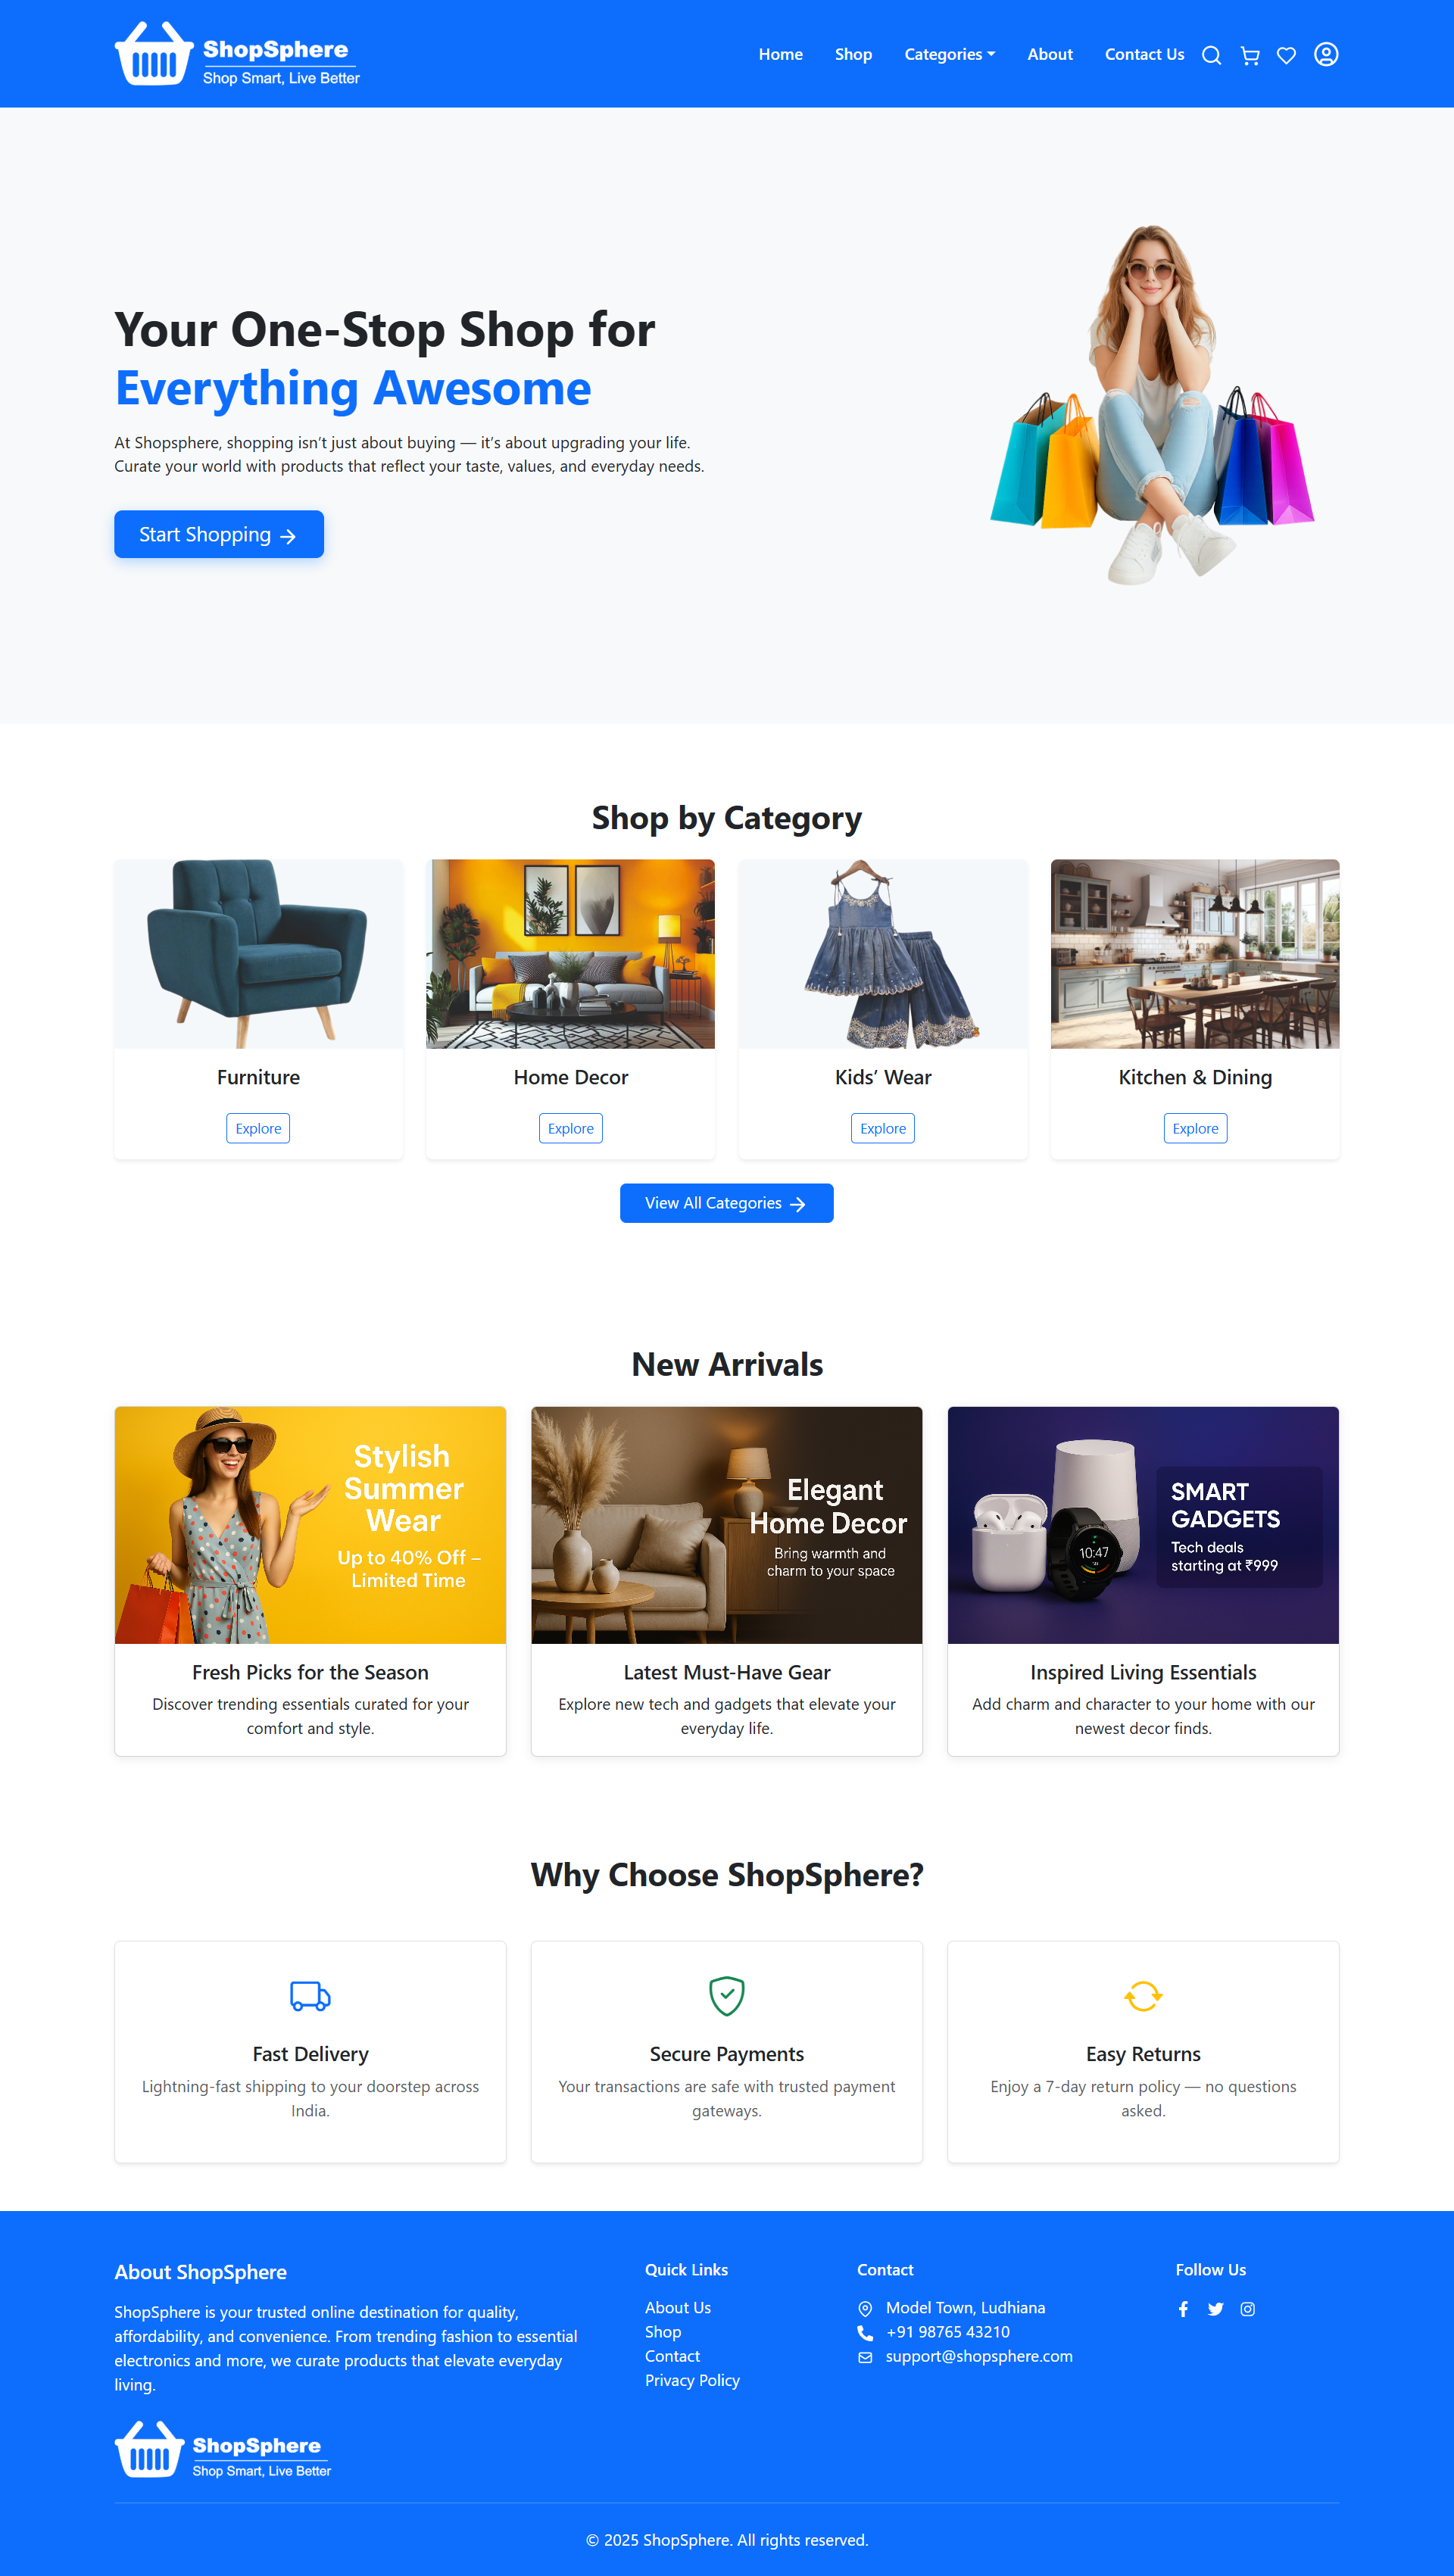 ShopSphere
Shop Smart, Live Better
Home
Shop
Categories
About
Contact Us
Your One-Stop Shop for
Everything Awesome
At Shopsphere, shopping isn’t just about buying — it’s about upgrading your life.
Curate your world with products that reflect your taste, values, and everyday needs.
Start Shopping
Shop by Category
Furniture
Explore
Home Decor
Explore
Kids’ Wear
Explore
Kitchen & Dining
Explore
View All Categories
New Arrivals
Stylish
Summer
Wear
Up to 40% Off –
Limited Time
Fresh Picks for the Season
Discover trending essentials curated for your
comfort and style.
Elegant
Home Decor
Bring warmth and
charm to your space
Latest Must-Have Gear
Explore new tech and gadgets that elevate your
everyday life.
10:47
SMART
GADGETS
Tech deals
starting at ₹999
Inspired Living Essentials
Add charm and character to your home with our
newest decor finds.
Why Choose ShopSphere?
Fast Delivery
Lightning-fast shipping to your doorstep across
India.
Secure Payments
Your transactions are safe with trusted payment
gateways.
Easy Returns
Enjoy a 7-day return policy — no questions
asked.
About ShopSphere
ShopSphere is your trusted online destination for quality,
affordability, and convenience. From trending fashion to essential
electronics and more, we curate products that elevate everyday
living.
ShopSphere
Shop Smart, Live Better
Quick Links
About Us
Shop
Contact
Privacy Policy
Contact
Model Town, Ludhiana
+91 98765 43210
support@shopsphere.com
Follow Us
© 2025 ShopSphere. All rights reserved.